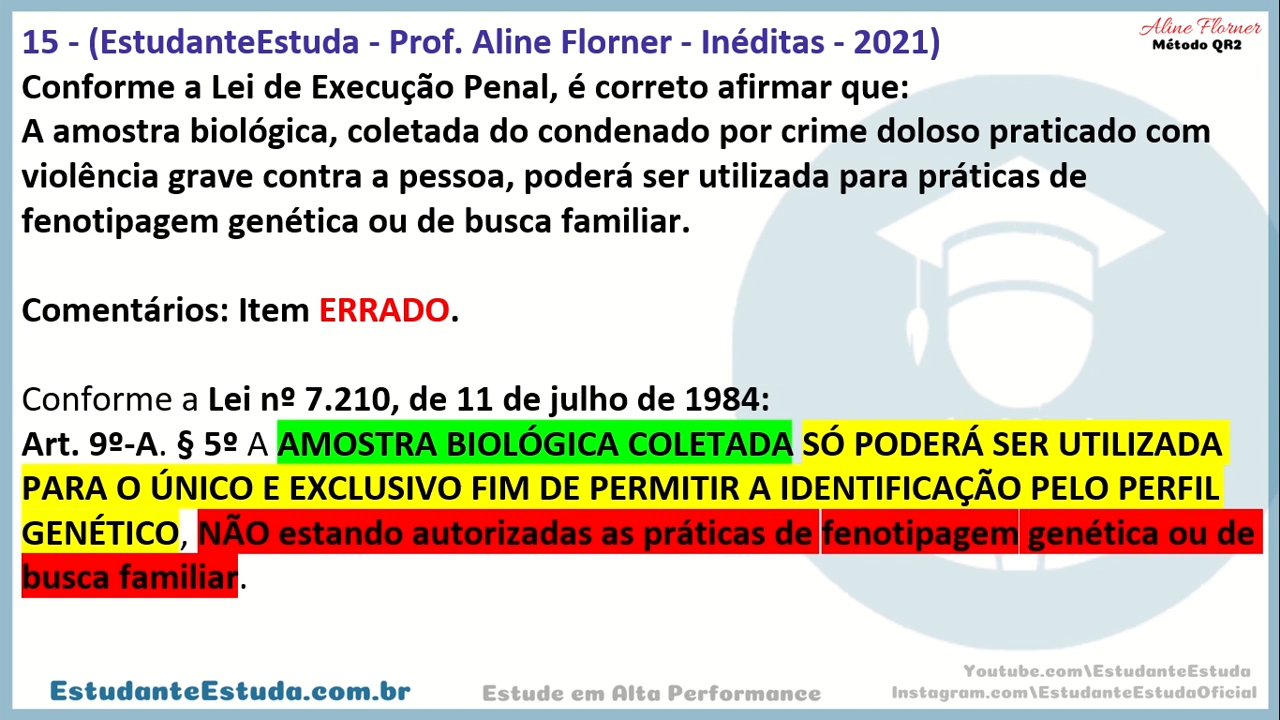 15 - (EstudanteEstuda - Prof. Aline Florner - Inéditas - 2021)
Aline Florner
Método QR2
Conforme a Lei de Execução Penal, é correto afirmar que:
A amostra biológica, coletada do condenado por crime doloso praticado com
violência grave contra a pessoa, poderá ser utilizada para práticas de
fenotipagem genética ou de busca familiar.
Comentários: Item ERRADO.
Conforme a Lei nº 7.210, de 11 de julho de 1984:
Art. 9º-A. § 5º A AMOSTRA BIOLÓGICA COLETADA SÓ PODERÁ SER UTILIZADA
PARA O ÚNICO E EXCLUSIVO FIM DE PERMITIR A IDENTIFICAÇÃO PELO PERFIL
GENÉTICO, NÃO estando autorizadas as práticas de fenotipagem genética ou de
busca familiar.
EstudanteEstuda.com.br
Estude em Alta Performance
Youtube.com\EstudanteEstuda
Instagram.com\EstudanteEstudaOficial